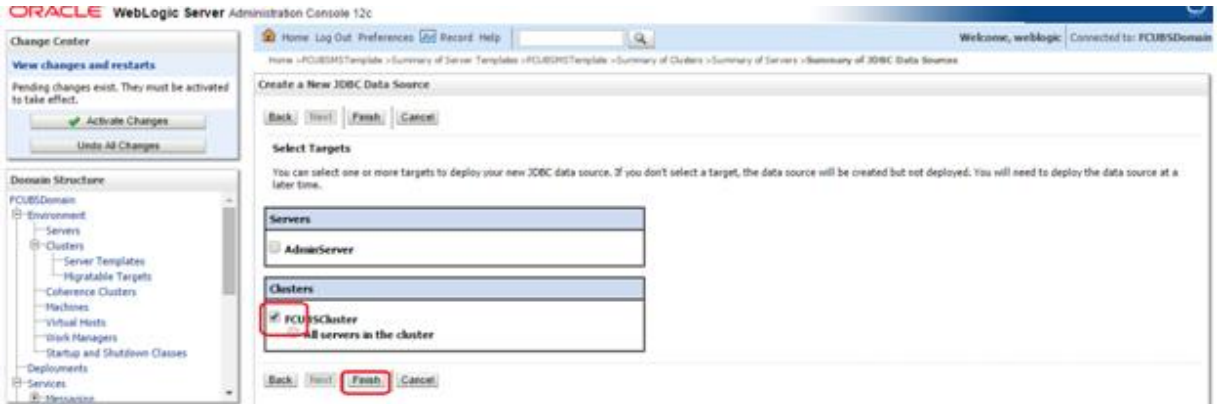 ORACLE WebLogic Server Administration Console 12c
Change Center
View changes and restarts
Pending changes exist. They must be activated
to take effect.
Activate Changes
Undo All Changes
Domain Structure
FCUBSDomain
Environment
Servers
Clusters
Server Templates
Migratable Targets
Coherence Clusters
Machines
Virtual Hosts
Work Managers
Startup and Shutdown Classes
Deployments
Services
Messaging
Home Log Out Preferences Record Help
Welcome, weblogic Connected to: FCUBSDomain
Home >FCUBSMSTemplate >Summary of Server Templates >FCUBSMSTemplate >Summary of Clusters >Summary of Servers >Summary of JDBC Data Sources
Create a New JDBC Data Source
Back Next Finish Cancel
Select Targets
You can select one or more targets to deploy your new JDBC data source. If you don't select a target, the data source will be created but not deployed. You will need to deploy the data source at a
later time.
Servers
AdminServer
Clusters
FCUBSCluster
All servers in the cluster
Back Next Finish Cancel